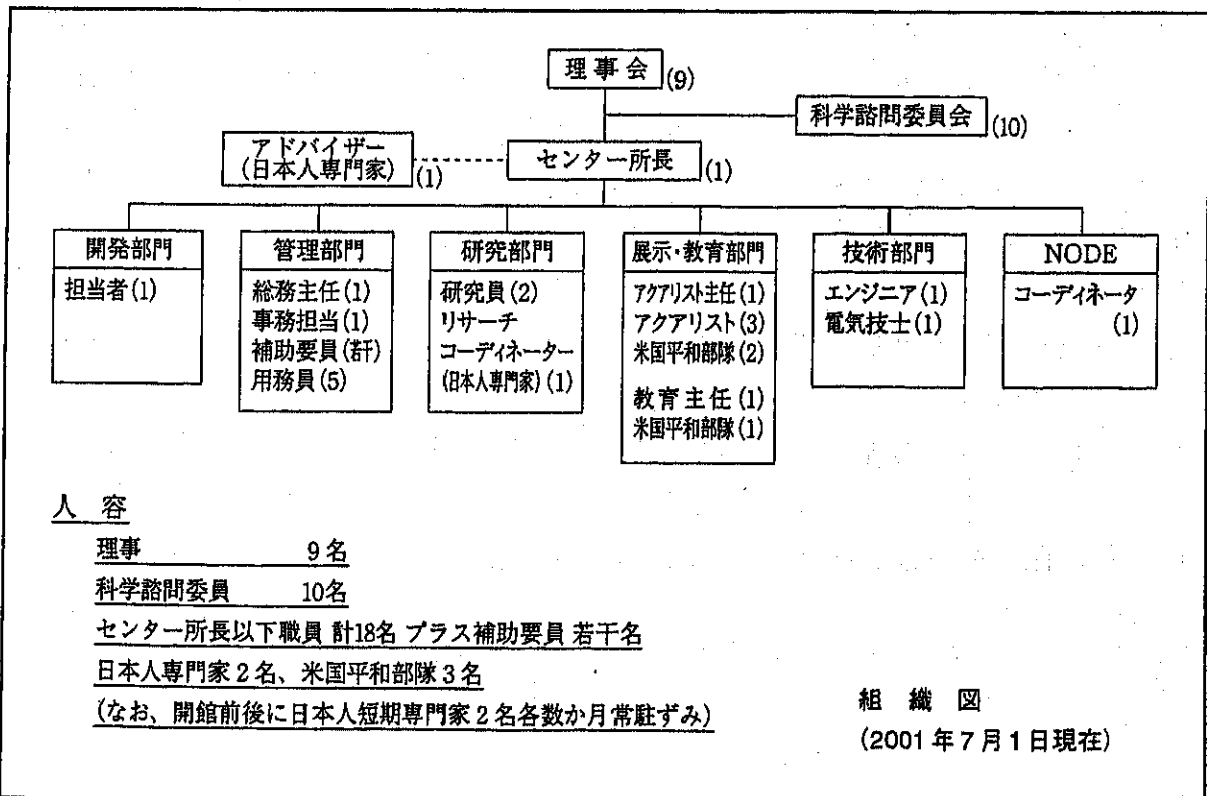 理事会 (9)
科学諮問委員会 (10)
アドバイザー
(日本人専門家) (1)
センター所長 (1)
開発部門
担当者(1)
管理部門
総務主任(1)
事務担当(1)
補助要員(若干)
用務員(5)
研究部門
研究員(2)
リサーチ
コーディネーター
(日本人専門家)(1)
展示・教育部門
アクアリスト主任(1)
アクアリスト(3)
米国平和部隊(2)
教育主任(1)
米国平和部隊(1)
技術部門
エンジニア(1)
電気技士(1)
NODE
コーディネータ
(1)
人 容
理事 9名
科学諮問委員 10名
センター所長以下職員 計18名 プラス補助要員 若干名
日本人専門家2名、米国平和部隊3名
(なお、開館前後に日本人短期専門家2名各数か月常駐ずみ)
組 織 図
(2001年7月1日現在)